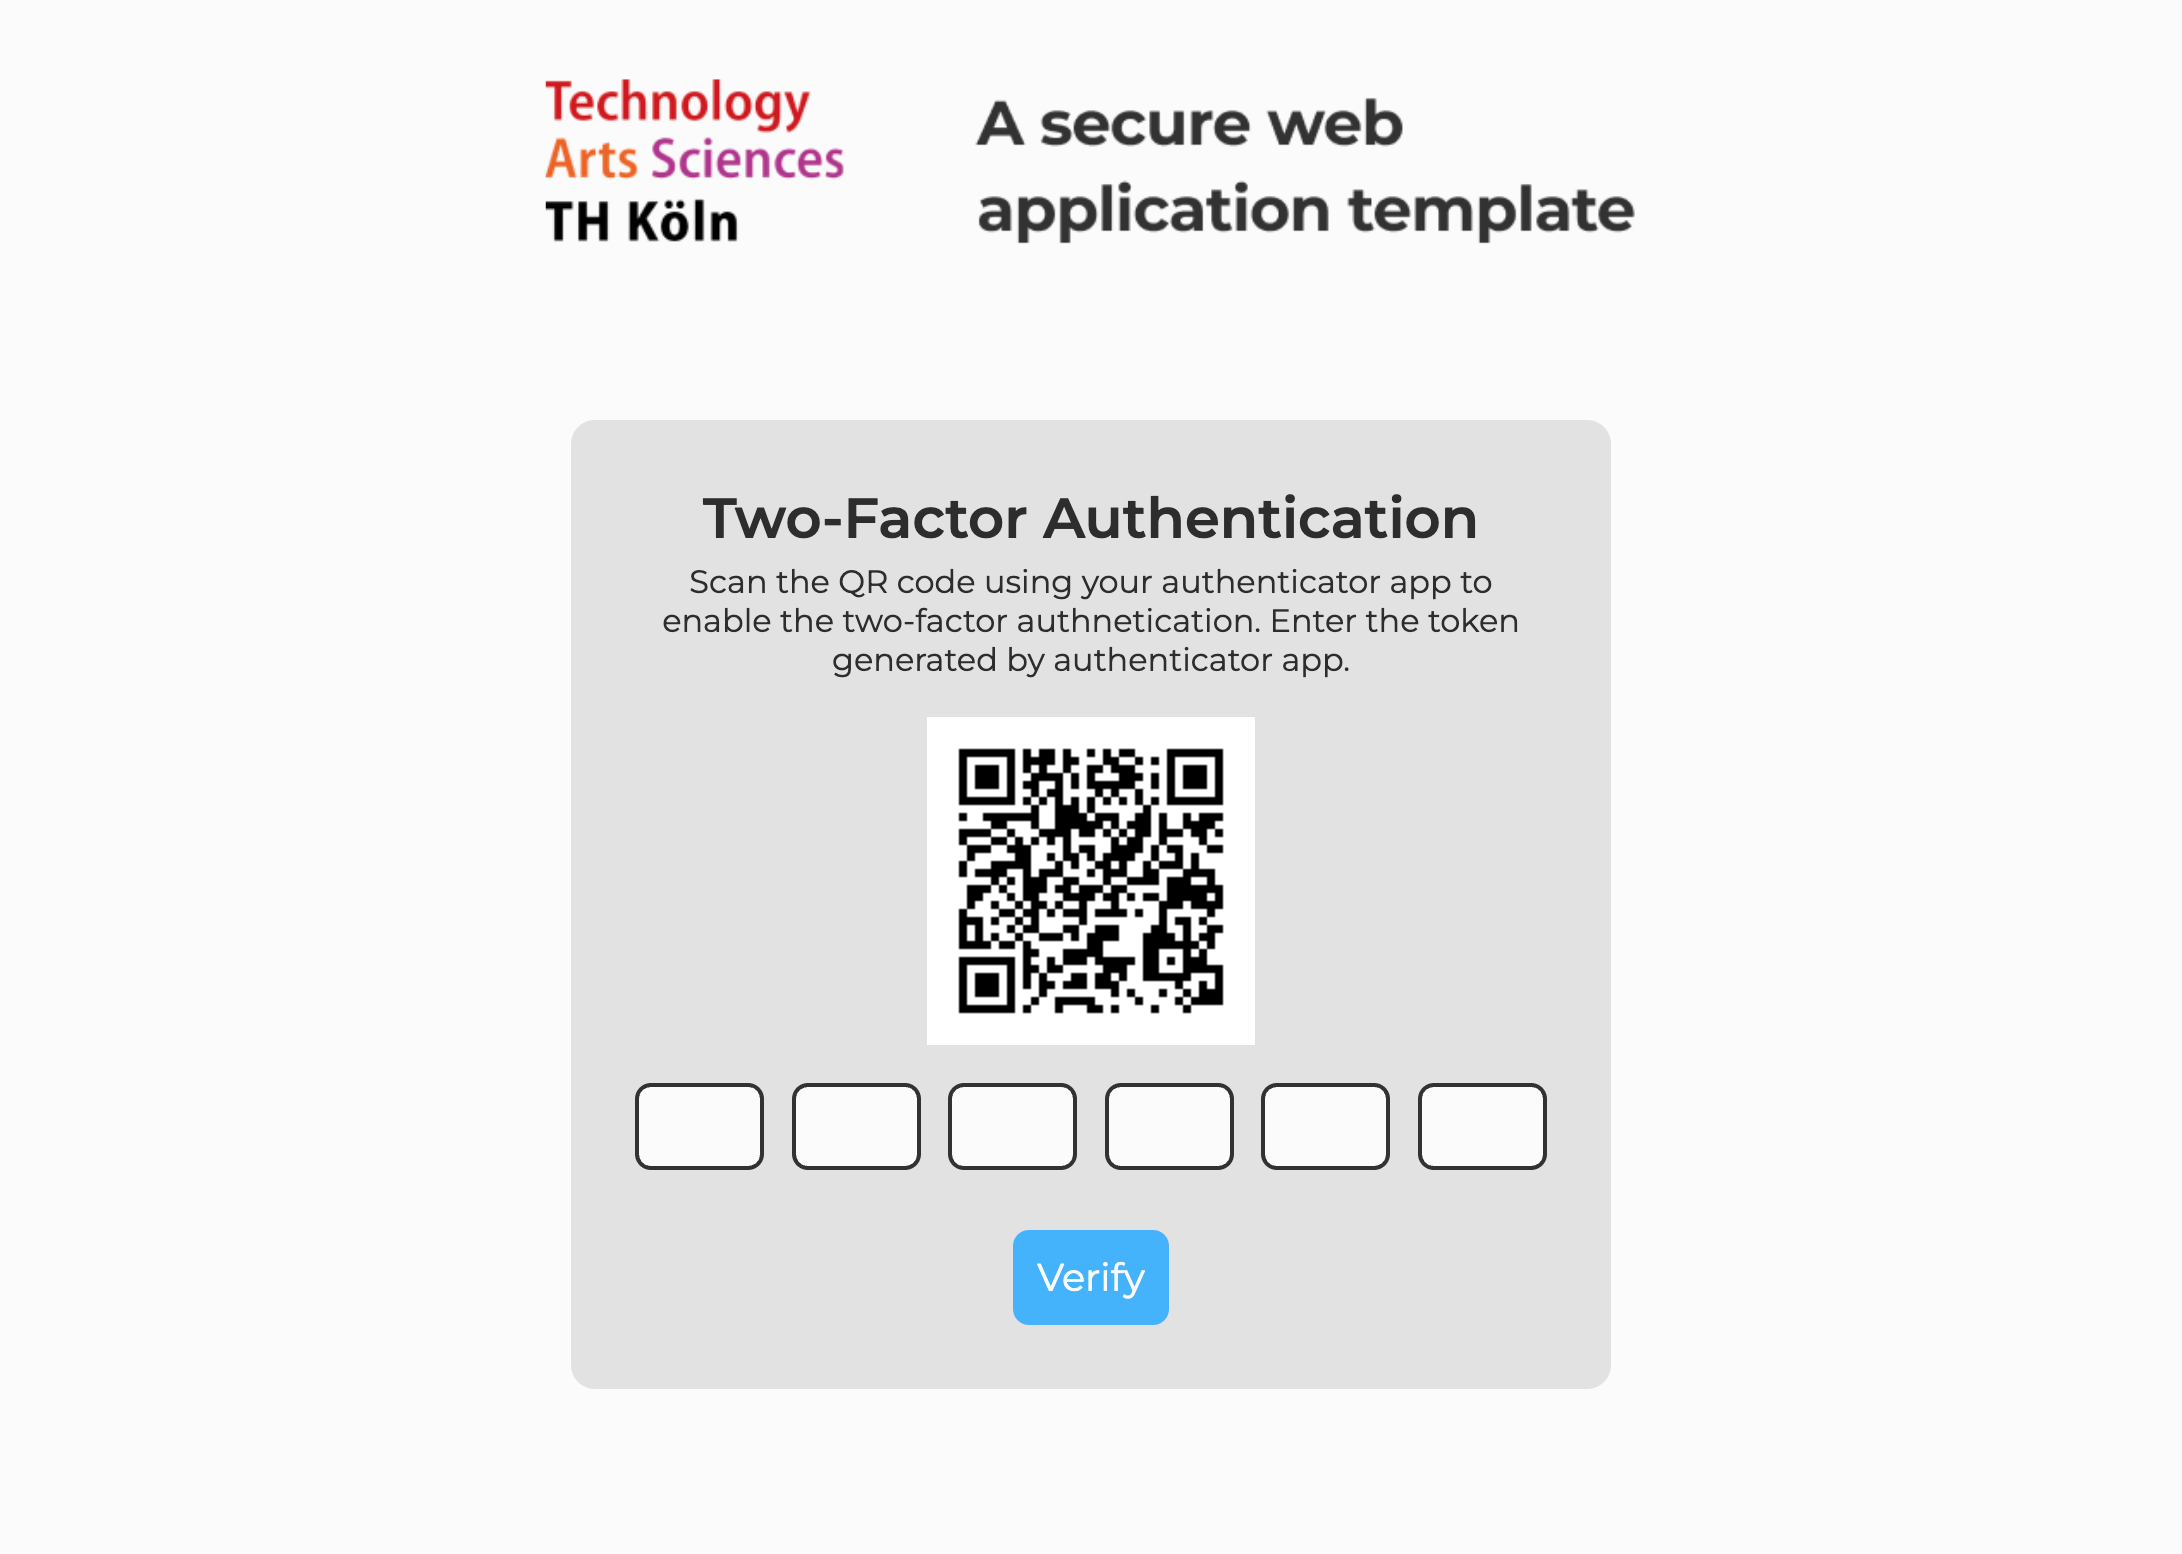 Technology
Arts Sciences
TH Köln
A secure web
application template
Two-Factor Authentication
Scan the QR code using your authenticator app to
enable the two-factor authnetication. Enter the token
generated by authenticator app.
Verify